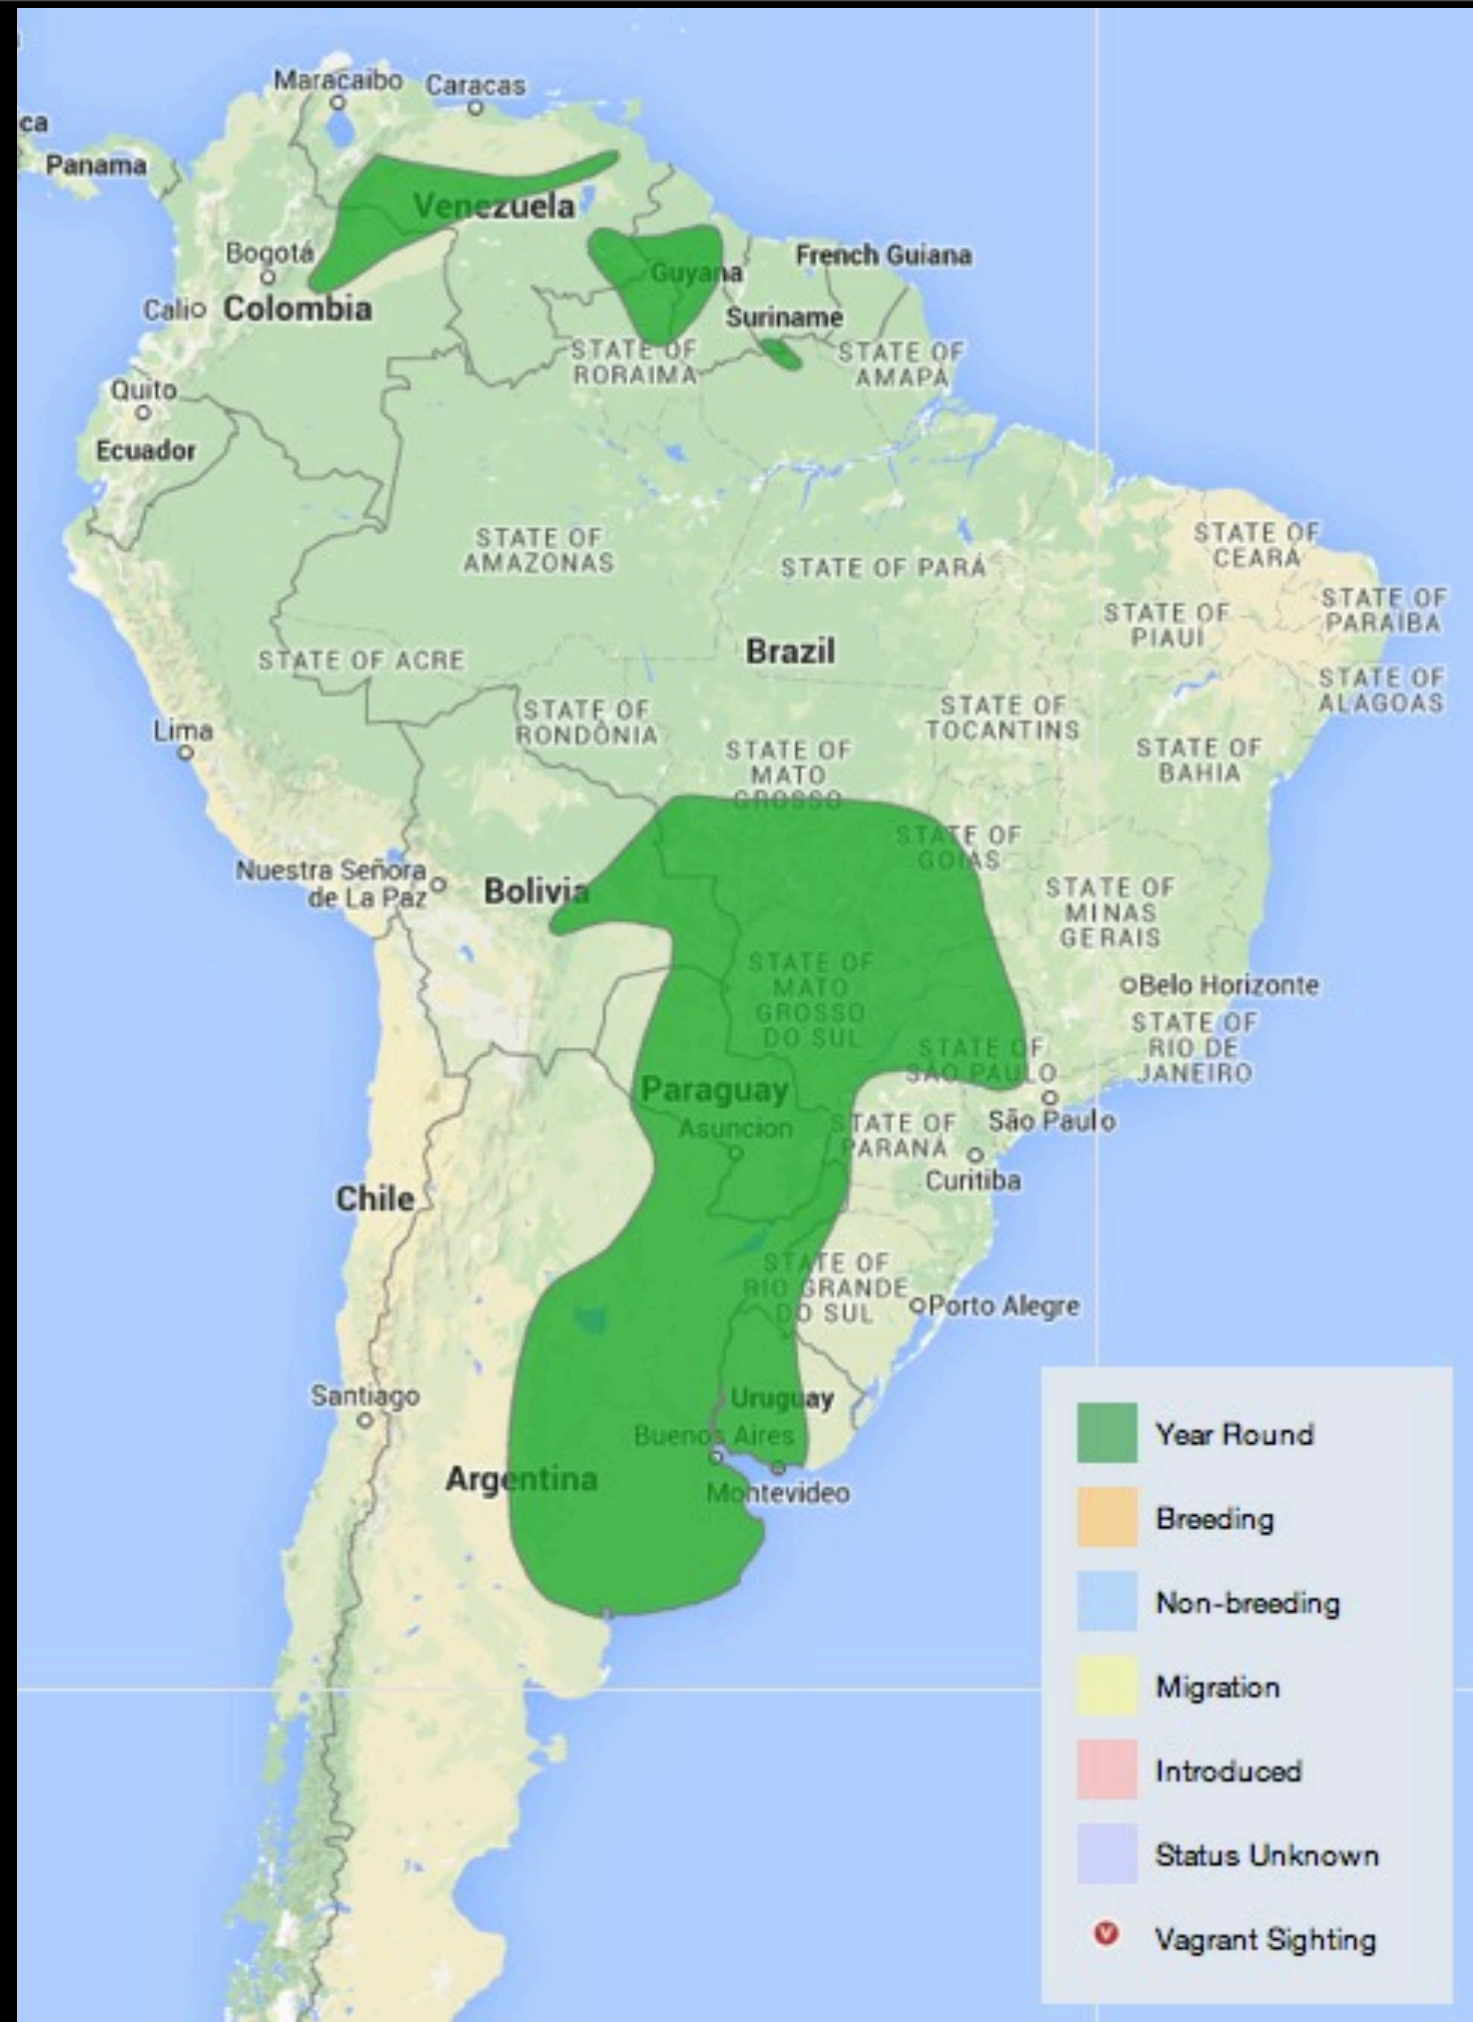 Maracaibo
Caracas
ca
Panama
Venezuela
Bogotá
French Guiana
Guyana
Cali
Colombia
Suriname
STATE OF
RORAIMA
STATE OF
AMAPÁ
Quito
Ecuador
STATE OF
CEARÁ
STATE OF
AMAZONAS
STATE OF PARÁ
STATE OF
PARAÍBA
STATE OF
PIAUÍ
Brazil
STATE OF ACRE
STATE OF
ALAGOAS
STATE OF
TOCANTINS
STATE OF
RONDÔNIA
Lima
STATE OF
MATO
GROSSO
STATE OF
BAHIA
STATE OF
GOIÁS
Nuestra Señora
de La Paz
Bolivia
STATE OF
MINAS
GERAIS
STATE OF
MATO
GROSSO
DO SUL
Belo Horizonte
STATE OF
RIO DE
JANEIRO
STATE OF
SÃO PAULO
Paraguay
Asuncion
STATE OF
PARANÁ
São Paulo
Curitiba
Chile
STATE OF
RIO GRANDE
DO SUL
Porto Alegre
Santiago
Uruguay
Buenos Aires
Argentina
Montevideo
Year Round
Breeding
Non-breeding
Migration
Introduced
Status Unknown
V
Vagrant Sighting